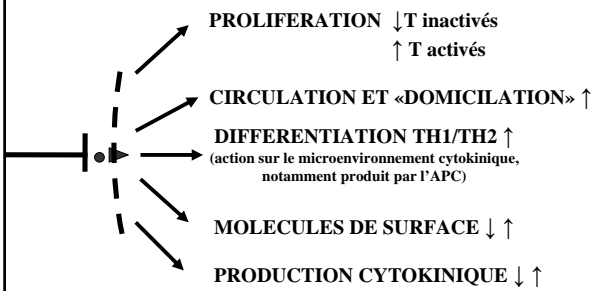 PROLIFERATION ↓T inactivés
↑ T activés
CIRCULATION ET «DOMICILATION» ↑
DIFFERENTIATION TH1/TH2 ↑
(action sur le microenvironnement cytokinique,
notamment produit par l'APC)
MOLECULES DE SURFACE ↓ ↑
PRODUCTION CYTOKINIQUE ↓ ↑